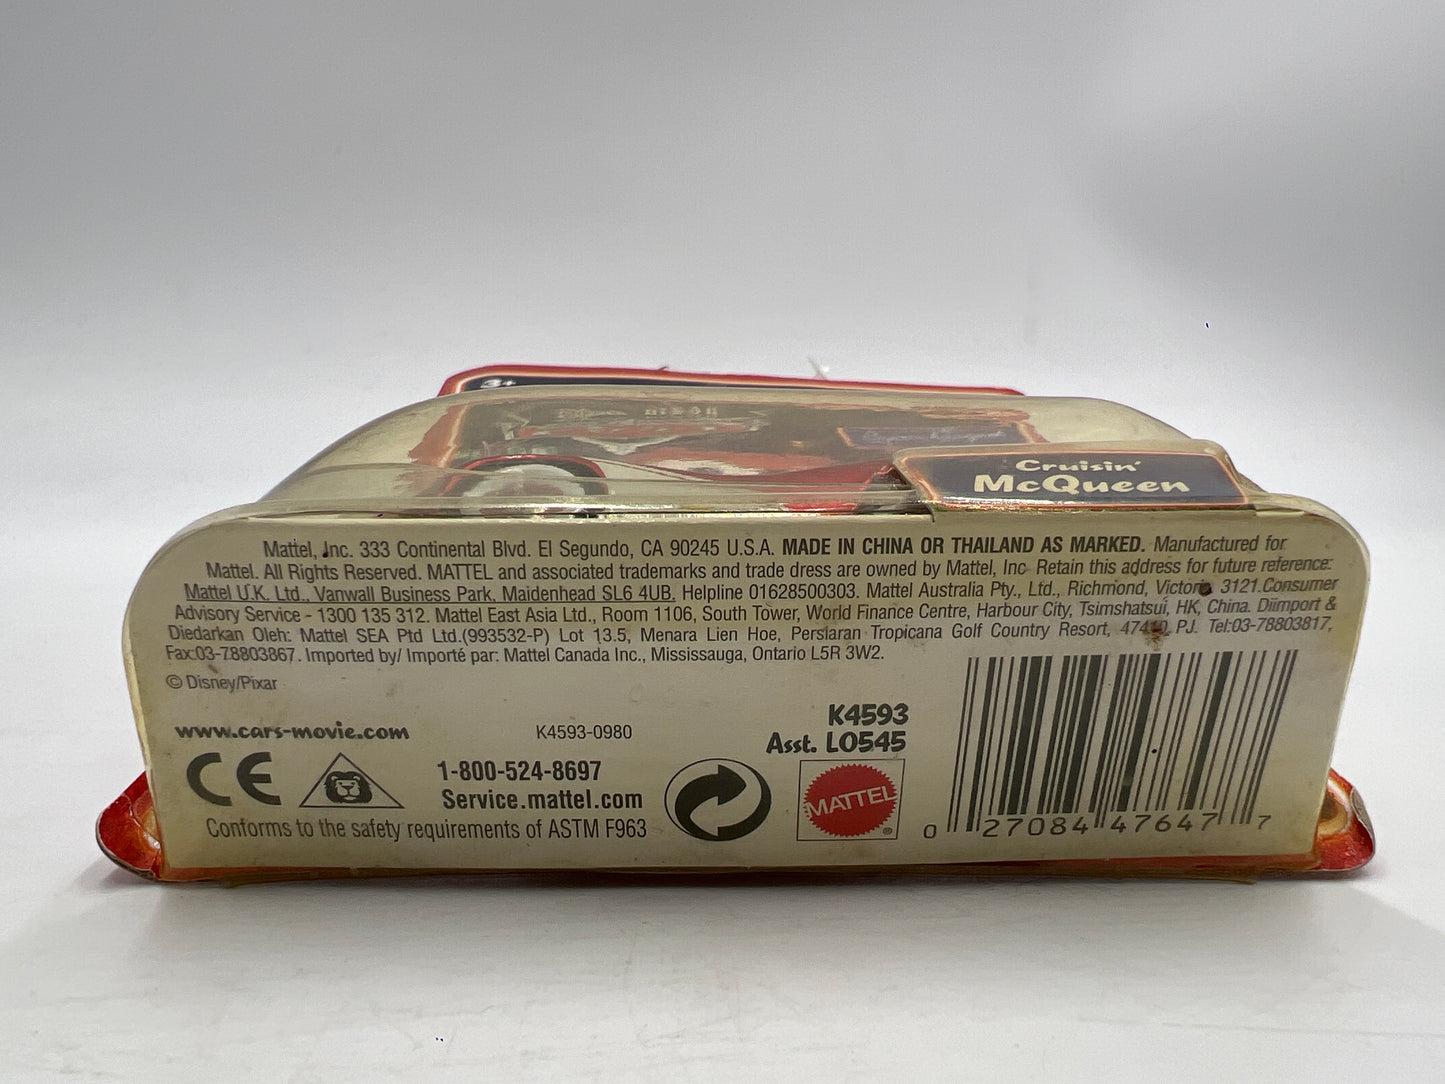 3+
Cruisin'
McQueen
Mattel, Inc. 333 Continental Blvd. El Segundo, CA 90245 U.S.A. MADE IN CHINA OR THAILAND AS MARKED. Manufactured for
Mattel. All Rights Reserved. MATTEL and associated trademarks and trade dress are owned by Mattel, Inc Retain this address for future reference:
Mattel U.K. Ltd., Vanwall Business Park, Maidenhead SL6 4UB. Helpline 01628500303. Mattel Australia Pty., Ltd., Richmond, Victoria 3121.Consumer
Advisory Service - 1300 135 312. Mattel East Asia Ltd., Room 1106, South Tower, World Finance Centre, Harbour City, Tsimshatsui, HK, China. Diimport &
Diedarkan Oleh: Mattel SEA Ptd Ltd.(993532-P) Lot 13.5, Menara Lien Hoe, Persiaran Tropicana Golf Country Resort, 47410 PJ. Tel:03-78803817,
Fax:03-78803867. Imported by/ Importé par: Mattel Canada Inc., Mississauga, Ontario L5R 3W2.
© Disney/Pixar
www.cars-movie.com
K4593-0980
K4593
Asst. L0545
CE
1-800-524-8697
Service.mattel.com
Conforms to the safety requirements of ASTM F963
MATTEL
®
0 27084 47647 7